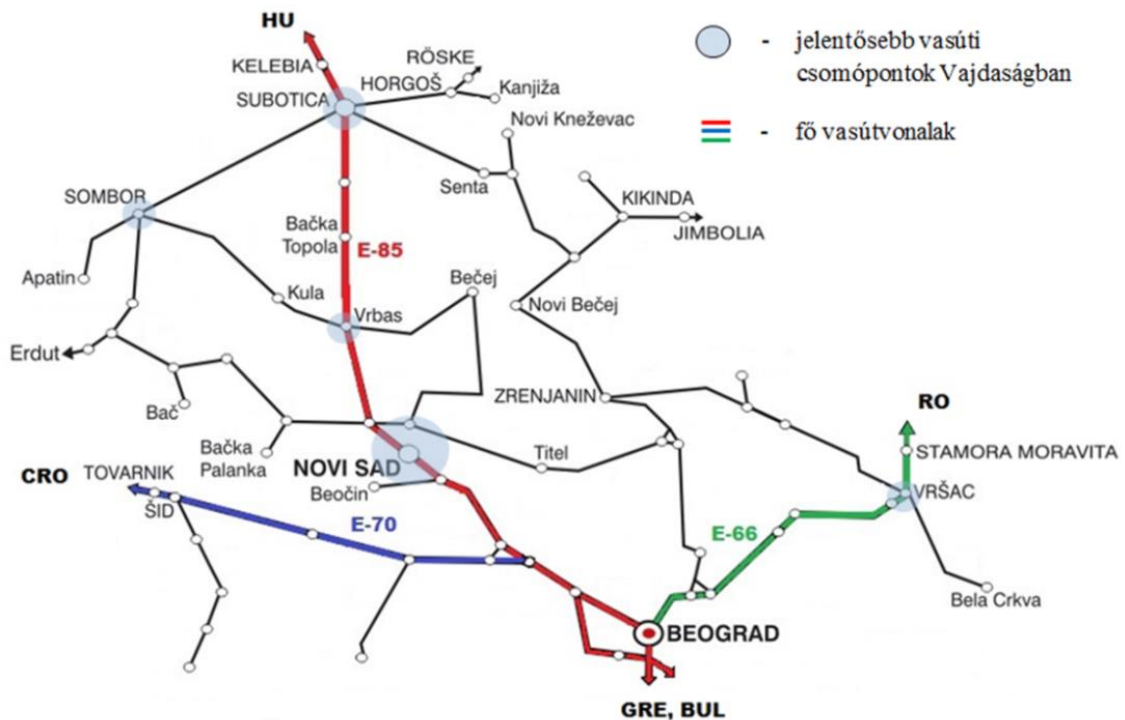 HU
KELEBIA
SUBOTICA
RÖSKE
HORGOŠ
Kanjiža
- jelentősebb vasúti
csomópontok Vajdaságban
- fő vasútvonalak
Novi Kneževac
Senta
SOMBOR
KIKINDA
JIMBOLIA
Bačka
Topola
E-85
Apatin
Kula
Bečej
Novi Bečej
Vrbas
Erdut
Bač
ZRENJANIN
RO
Bačka
Palanka
Titel
STAMORA MORAVITA
CRO
TOVARNIK
NOVI SAD
Beočin
VRŠAC
ŠID
E-70
E-66
Bela Crkva
BEOGRAD
GRE, BUL